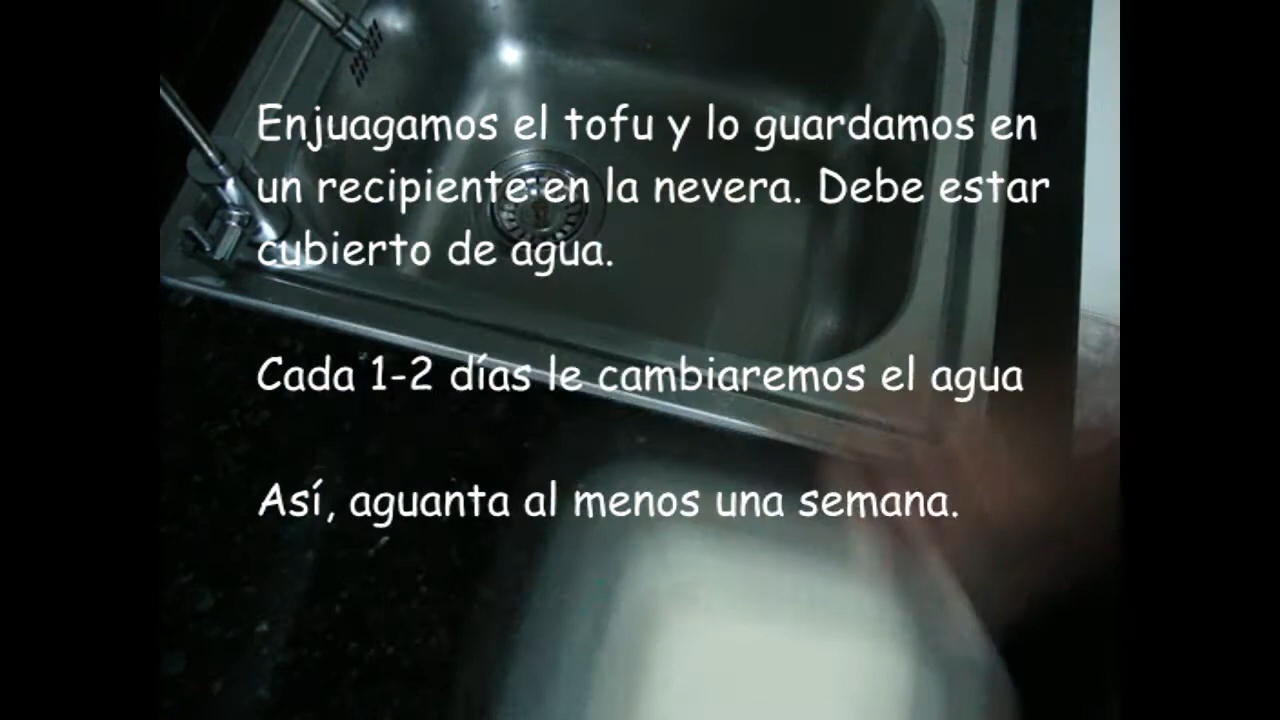 Enjuagamos el tofu y lo guardamos en
un recipiente en la nevera. Debe estar
cubierto de agua.
Cada 1-2 días le cambiaremos el agua
Así, aguanta al menos una semana.